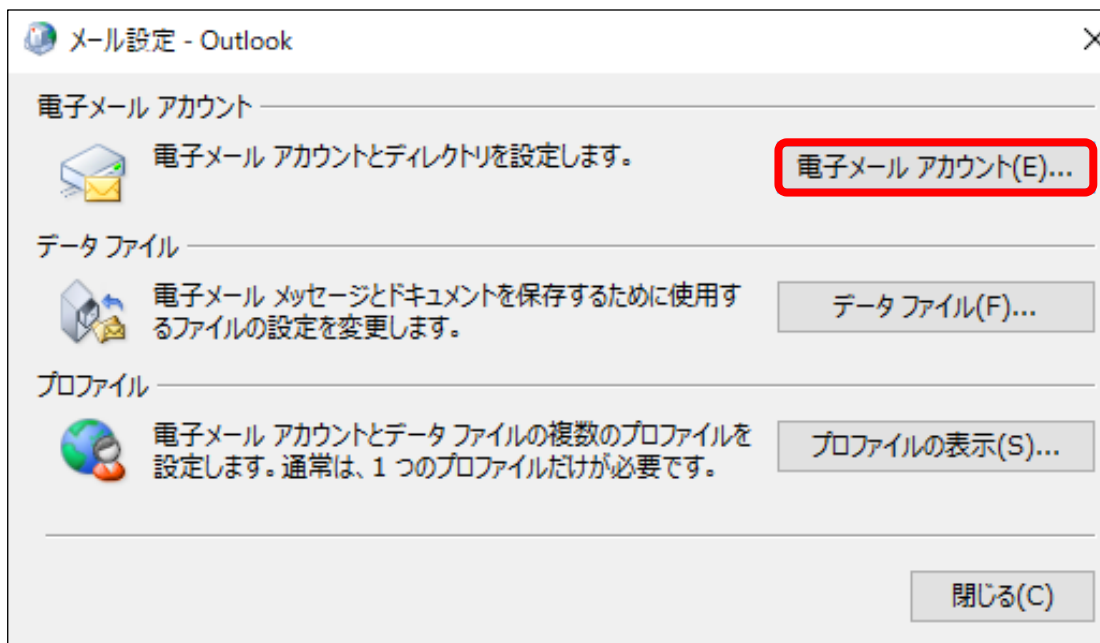 メール設定 - Outlook
電子メール アカウント
電子メール アカウントとディレクトリを設定します。
電子メール アカウント(E)...
データ ファイル
電子メール メッセージとドキュメントを保存するために使用す
るファイルの設定を変更します。
データ ファイル(F)...
プロファイル
電子メール アカウントとデータ ファイルの複数のプロファイルを
設定します。通常は、1 つのプロファイルだけが必要です。
プロファイルの表示(S)...
閉じる(C)